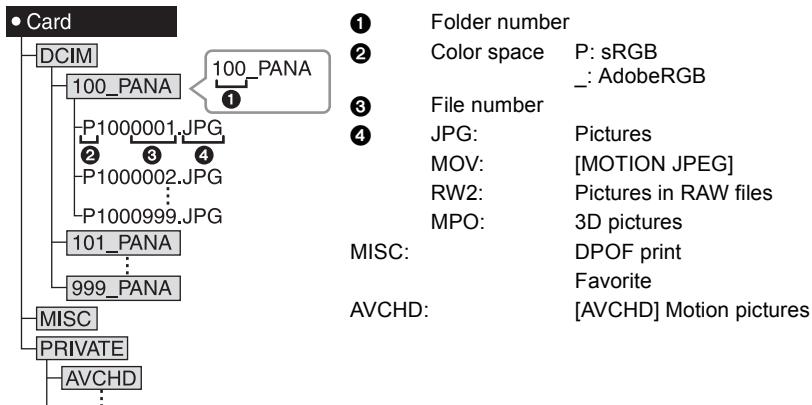 ● Card
DCIM
100_PANA
100_PANA
❶
P1000001.JPG
❷ ❸ ❹
P1000002.JPG
P1000999.JPG
101_PANA
999_PANA
MISC
PRIVATE
AVCHD
❶ Folder number
❷ Color space P: sRGB
_: AdobeRGB
❸ File number
❹ JPG: Pictures
MOV: [MOTION JPEG]
RW2: Pictures in RAW files
MPO: 3D pictures
MISC: DPOF print
Favorite
AVCHD: [AVCHD] Motion pictures